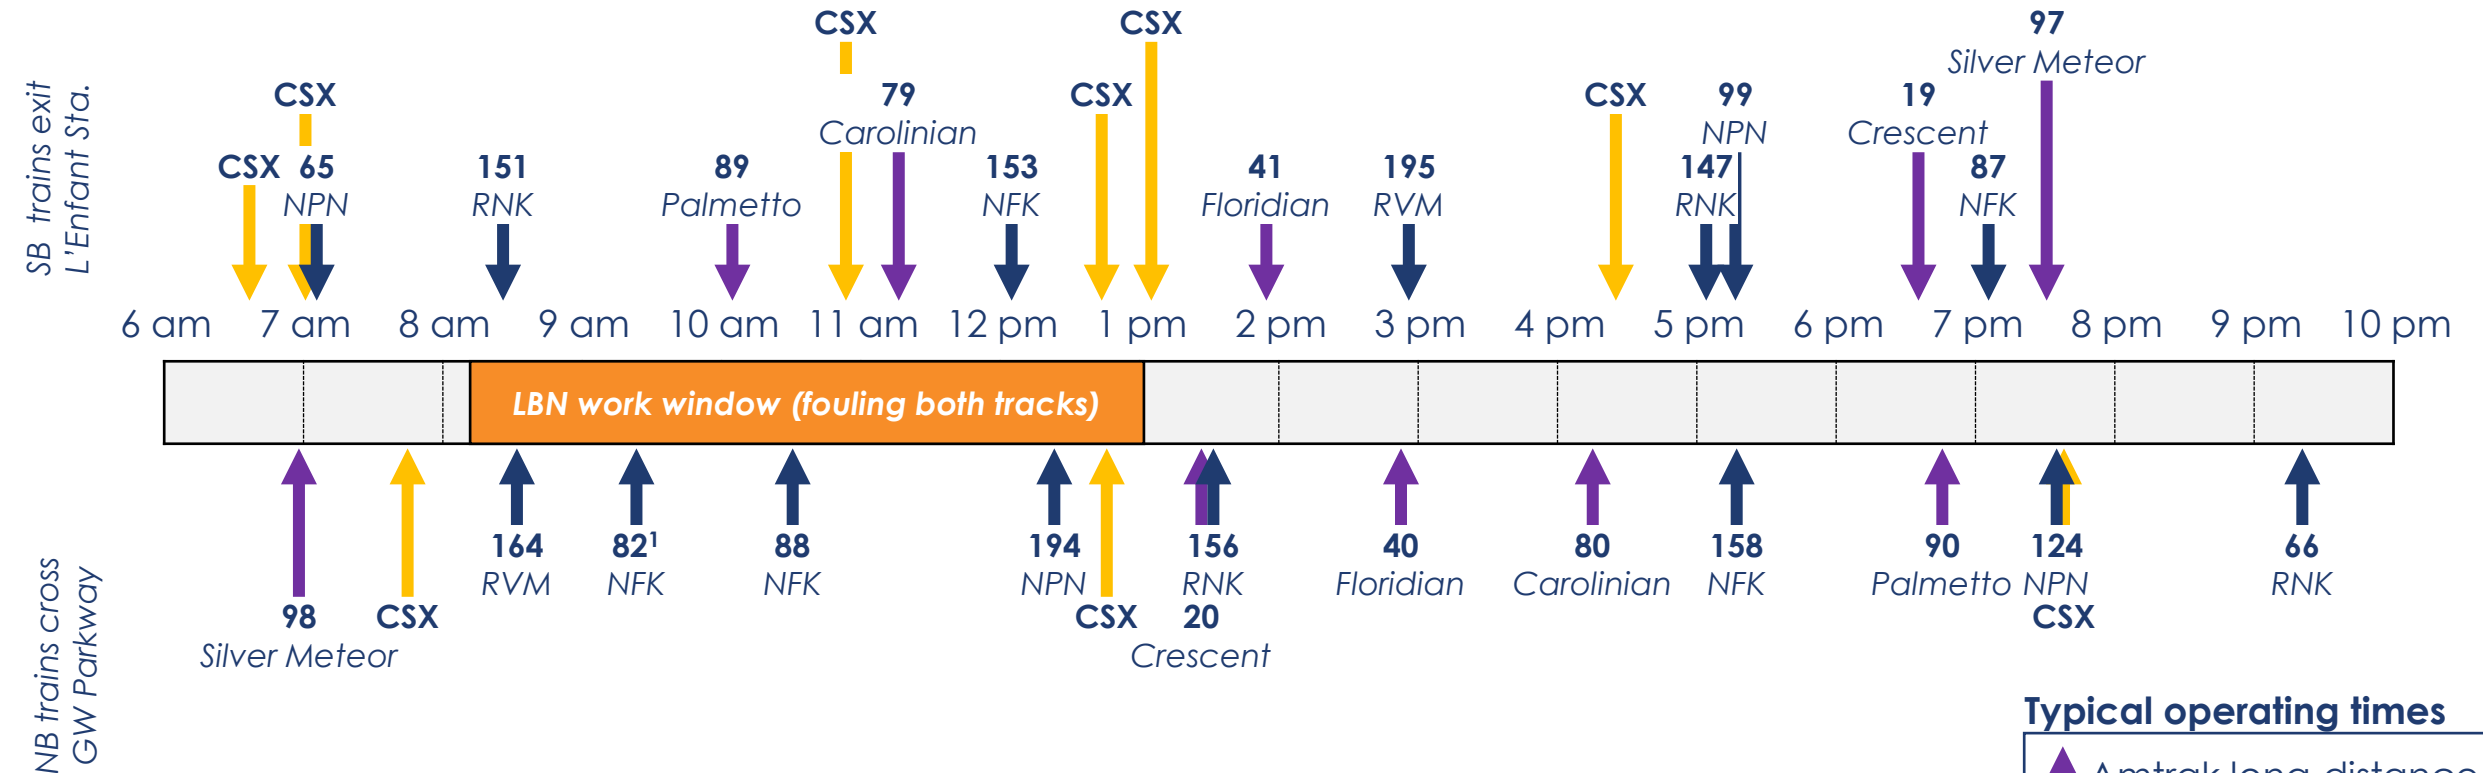 CSX
CSX
97
Silver Meteor
SB trains exit
L'Enfant Sta.
CSX
79
Carolinian
CSX
CSX
99
NPN
19
Crescent
CSX
65
NPN
151
RNK
89
Palmetto
153
NFK
41
Floridian
195
RVM
147
RNK
87
NFK
6 am 7 am 8 am 9 am 10 am 11 am 12 pm 1 pm 2 pm 3 pm 4 pm 5 pm 6 pm 7 pm 8 pm 9 pm 10 pm
LBN work window (fouling both tracks)
NB trains cross
GW Parkway
98
Silver Meteor
CSX
164
RVM
82¹
NFK
88
NFK
194
NPN
CSX
156
RNK
20
Crescent
40
Floridian
80
Carolinian
158
NFK
90
Palmetto
124
NPN
CSX
66
RNK
Typical operating times
Amtrak long-distance